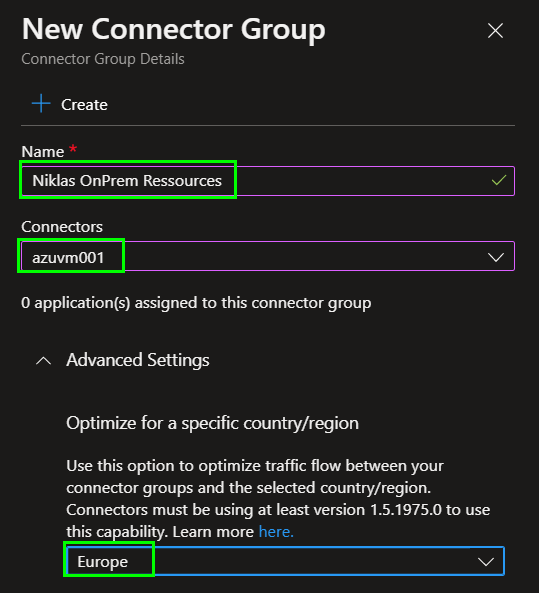 New Connector Group
Connector Group Details
Create
Name *
Niklas OnPrem Ressources
Connectors
azuvm001
0 application(s) assigned to this connector group
Advanced Settings
Optimize for a specific country/region
Use this option to optimize traffic flow between your
connector groups and the selected country/region.
Connectors must be using at least version 1.5.1975.0 to use
this capability. Learn more here.
Europe